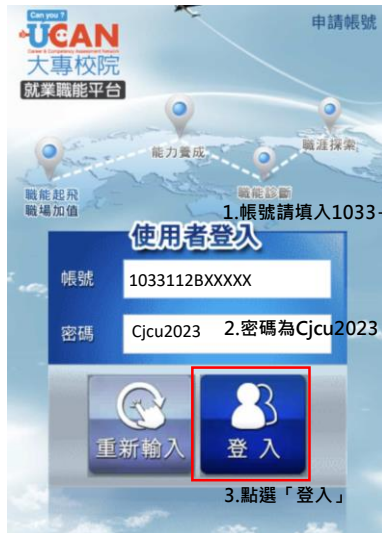 Can you ?
申請帳號
UCAN
Career & Competency Assessment Network
大專校院
就業職能平台
能力養成
職涯探索
職能起飛
職場加值
職能診斷
1.帳號請填入1033-
使用者登入
帳號
1033112BXXXXX
密碼
Cjcu2023
2.密碼為Cjcu2023
重新輸入
登入
3.點選「登入」